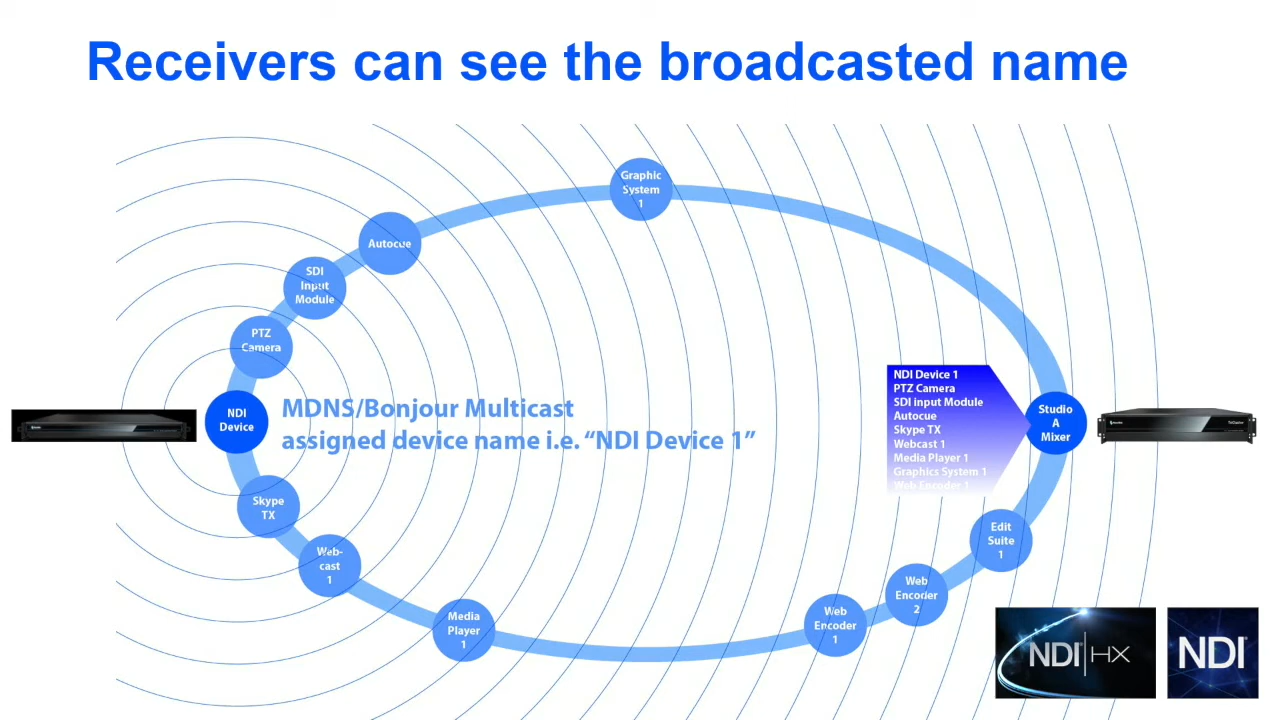 Receivers can see the broadcasted name
Graphic
System
1
Autocue
SDI
Input
Module
PTZ
Camera
NDI
Device
MDNS/Bonjour Multicast
assigned device name i.e. “NDI Device 1”
NDI Device 1
PTZ Camera
SDI input Module
Autocue
Skype TX
Webcast 1
Media Player 1
Graphics System 1
Web Encoder 1
Studio
A
Mixer
Skype
TX
Web-
cast
1
Media
Player
1
Web
Encoder
1
Web
Encoder
2
Edit
Suite
1
NDI HX
NDI